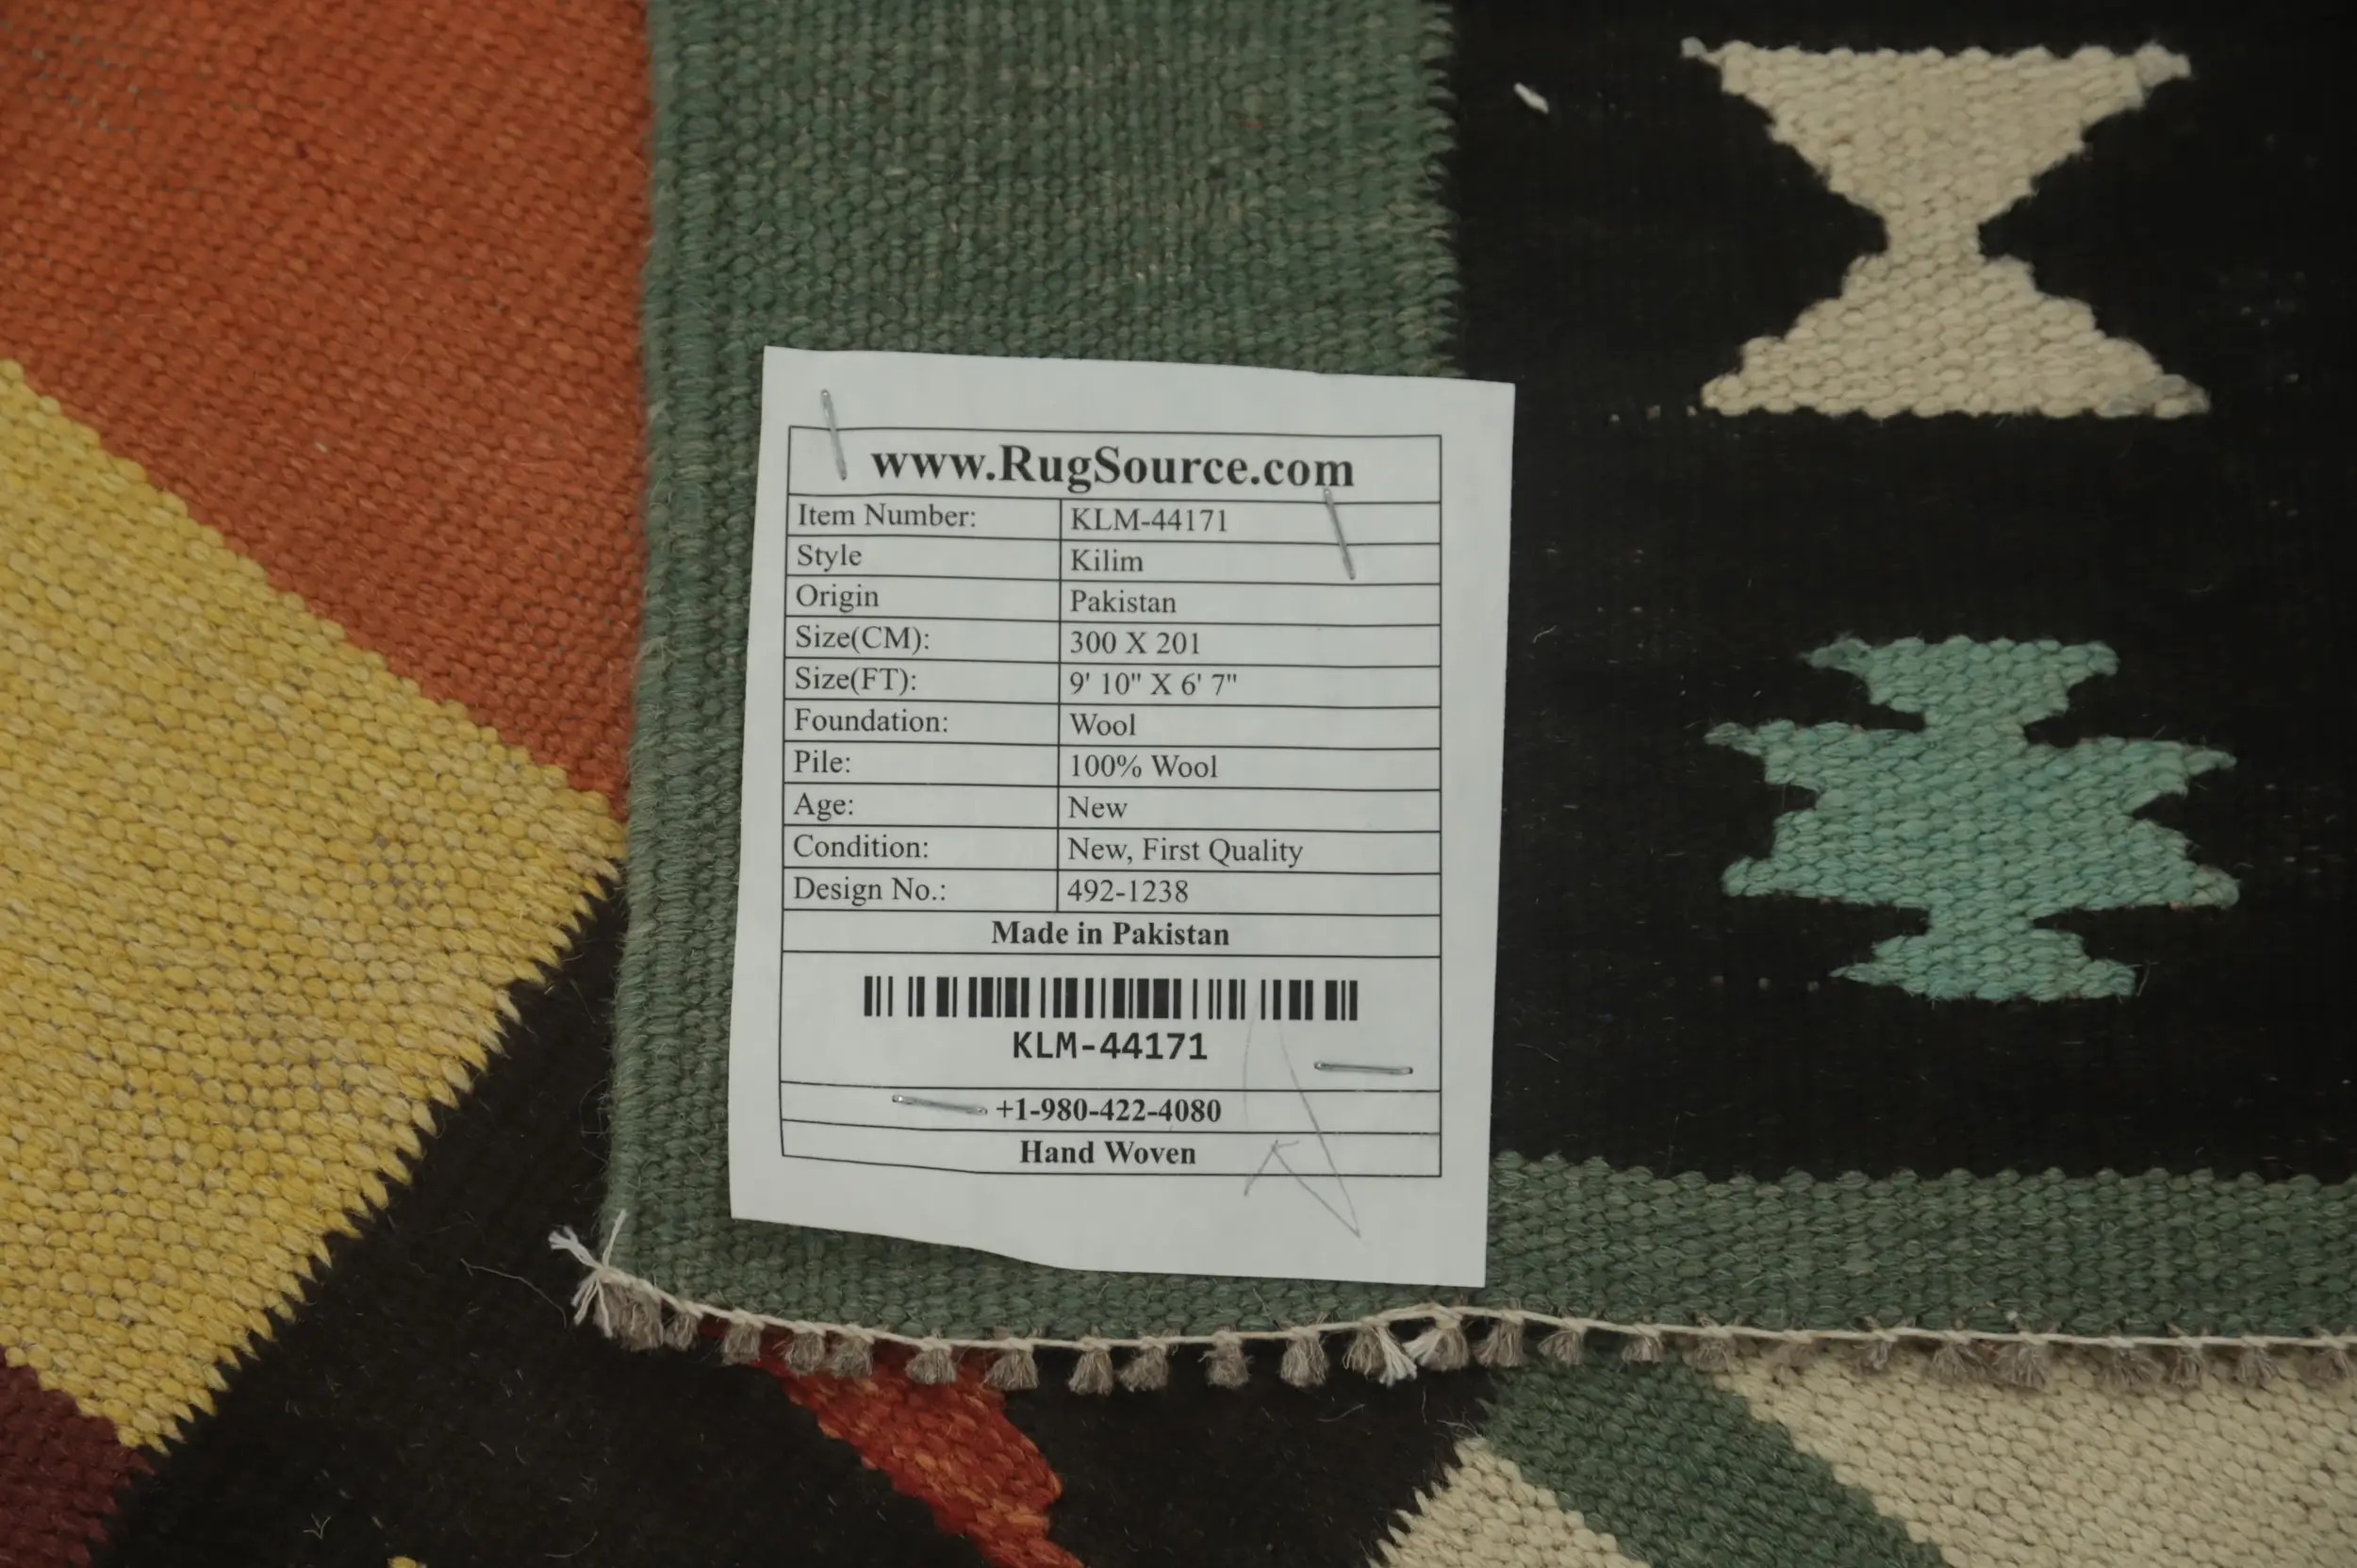 www.RugSource.com
Item Number: KLM-44171
Style Kilim
Origin Pakistan
Size(CM): 300 X 201
Size(FT): 9' 10" X 6' 7"
Foundation: Wool
Pile: 100% Wool
Age: New
Condition: New, First Quality
Design No.: 492-1238
Made in Pakistan
KLM-44171
+1-980-422-4080
Hand Woven